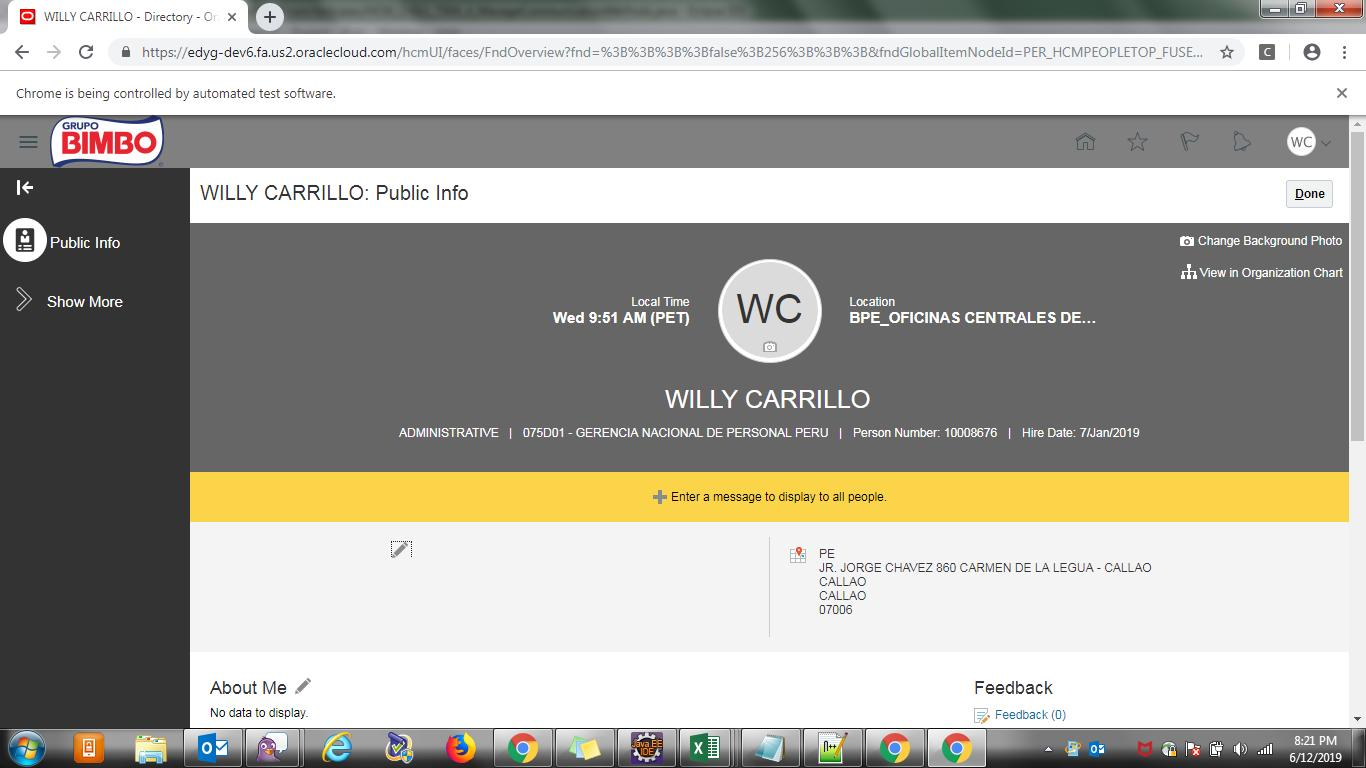 WILLY CARRILLO - Directory - Or
https://edyg-dev6.fa.us2.oraclecloud.com/hcmUI/faces/FndOverview?fnd=%3B%3B%3B%3Bfalse%3B256%3B%3B%3B&fndGlobalItemNodeId=PER_HCMPEOPLETOP_FUSE...
C
Chrome is being controlled by automated test software.
GRUPO
BIMBO
WC
WILLY CARRILLO: Public Info
Done
Public Info
Show More
Change Background Photo
View in Organization Chart
Local Time
Wed 9:51 AM (PET)
WC
Location
BPE_OFICINAS CENTRALES DE...
WILLY CARRILLO
ADMINISTRATIVE | 075D01 - GERENCIA NACIONAL DE PERSONAL PERU | Person Number: 10008676 | Hire Date: 7/Jan/2019
Enter a message to display to all people.
PE
JR. JORGE CHAVEZ 860 CARMEN DE LA LEGUA - CALLAO
CALLAO
CALLAO
07006
About Me
No data to display.
Feedback
Feedback (0)
Java EE
IDE
8:21 PM
6/12/2019